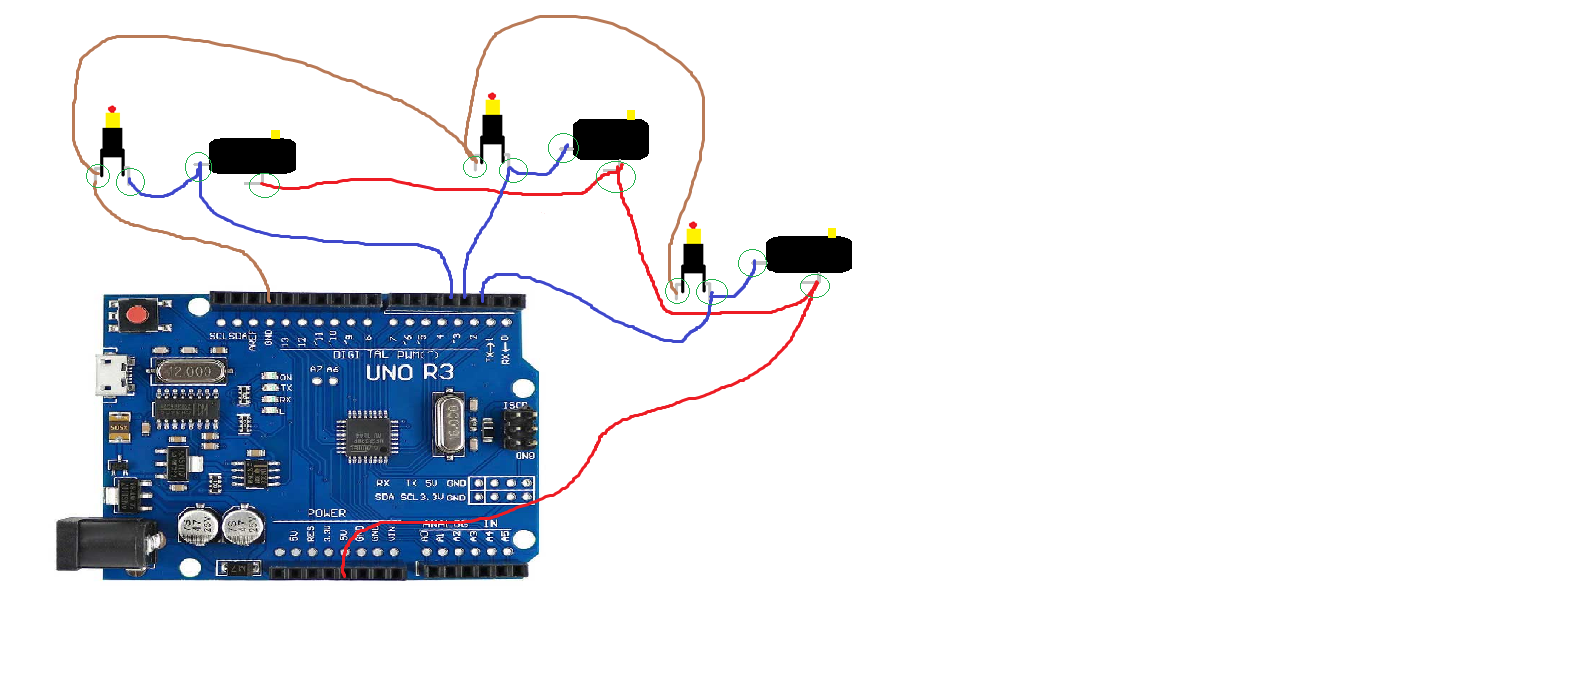 SCL SDA AREF GND 13 12 ~11 ~10 ~9 8 7 ~6 ~5 4 ~3 2 TX→1 RX←0
DIGITAL PWM(~)
A7 A6
UNO R3
ON
TX
RX
L
12.000
ICSP
GND
RX TX 5V GND
SDA SCL 3.3V GND
POWER
ANALOG IN
5V RES 3.3V 5V GND GND VIN A0 A1 A2 A3 A4 A5
47
47